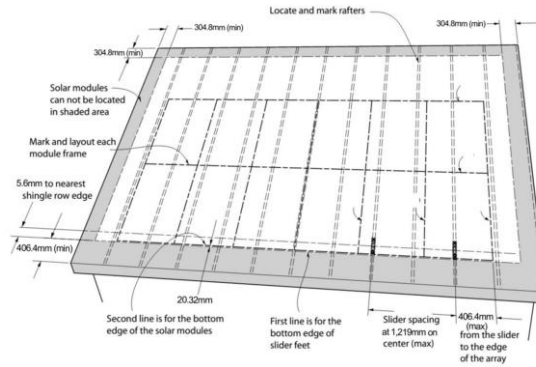 304.8mm (min)
Locate and mark rafters
304.8mm (min)
304.8mm (min)
Solar modules
can not be located
in shaded area
Mark and layout each
module frame
5.6mm to nearest
shingle row edge
406.4mm (min)
20.32mm
Second line is for the bottom
edge of the solar modules
First line is for the
bottom edge of
slider feet
Slider spacing
at 1,219mm on
center (max)
406.4mm
(max)
from the slider
to the edge
of the array